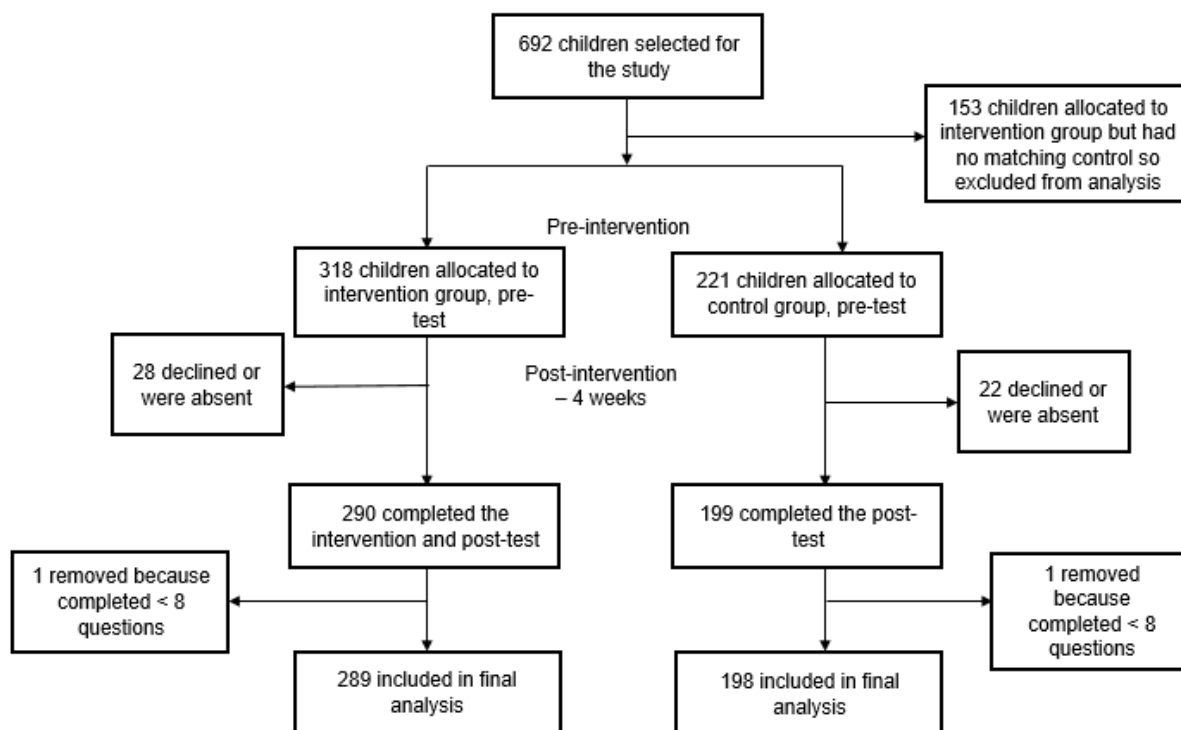 692 children selected for
the study
153 children allocated to
intervention group but had
no matching control so
excluded from analysis
Pre-intervention
318 children allocated to
intervention group, pre-
test
221 children allocated to
control group, pre-test
28 declined or
were absent
Post-intervention
– 4 weeks
22 declined or
were absent
290 completed the
intervention and post-test
199 completed the post-
test
1 removed because
completed < 8
questions
1 removed
because
completed < 8
questions
289 included in final
analysis
198 included in final
analysis